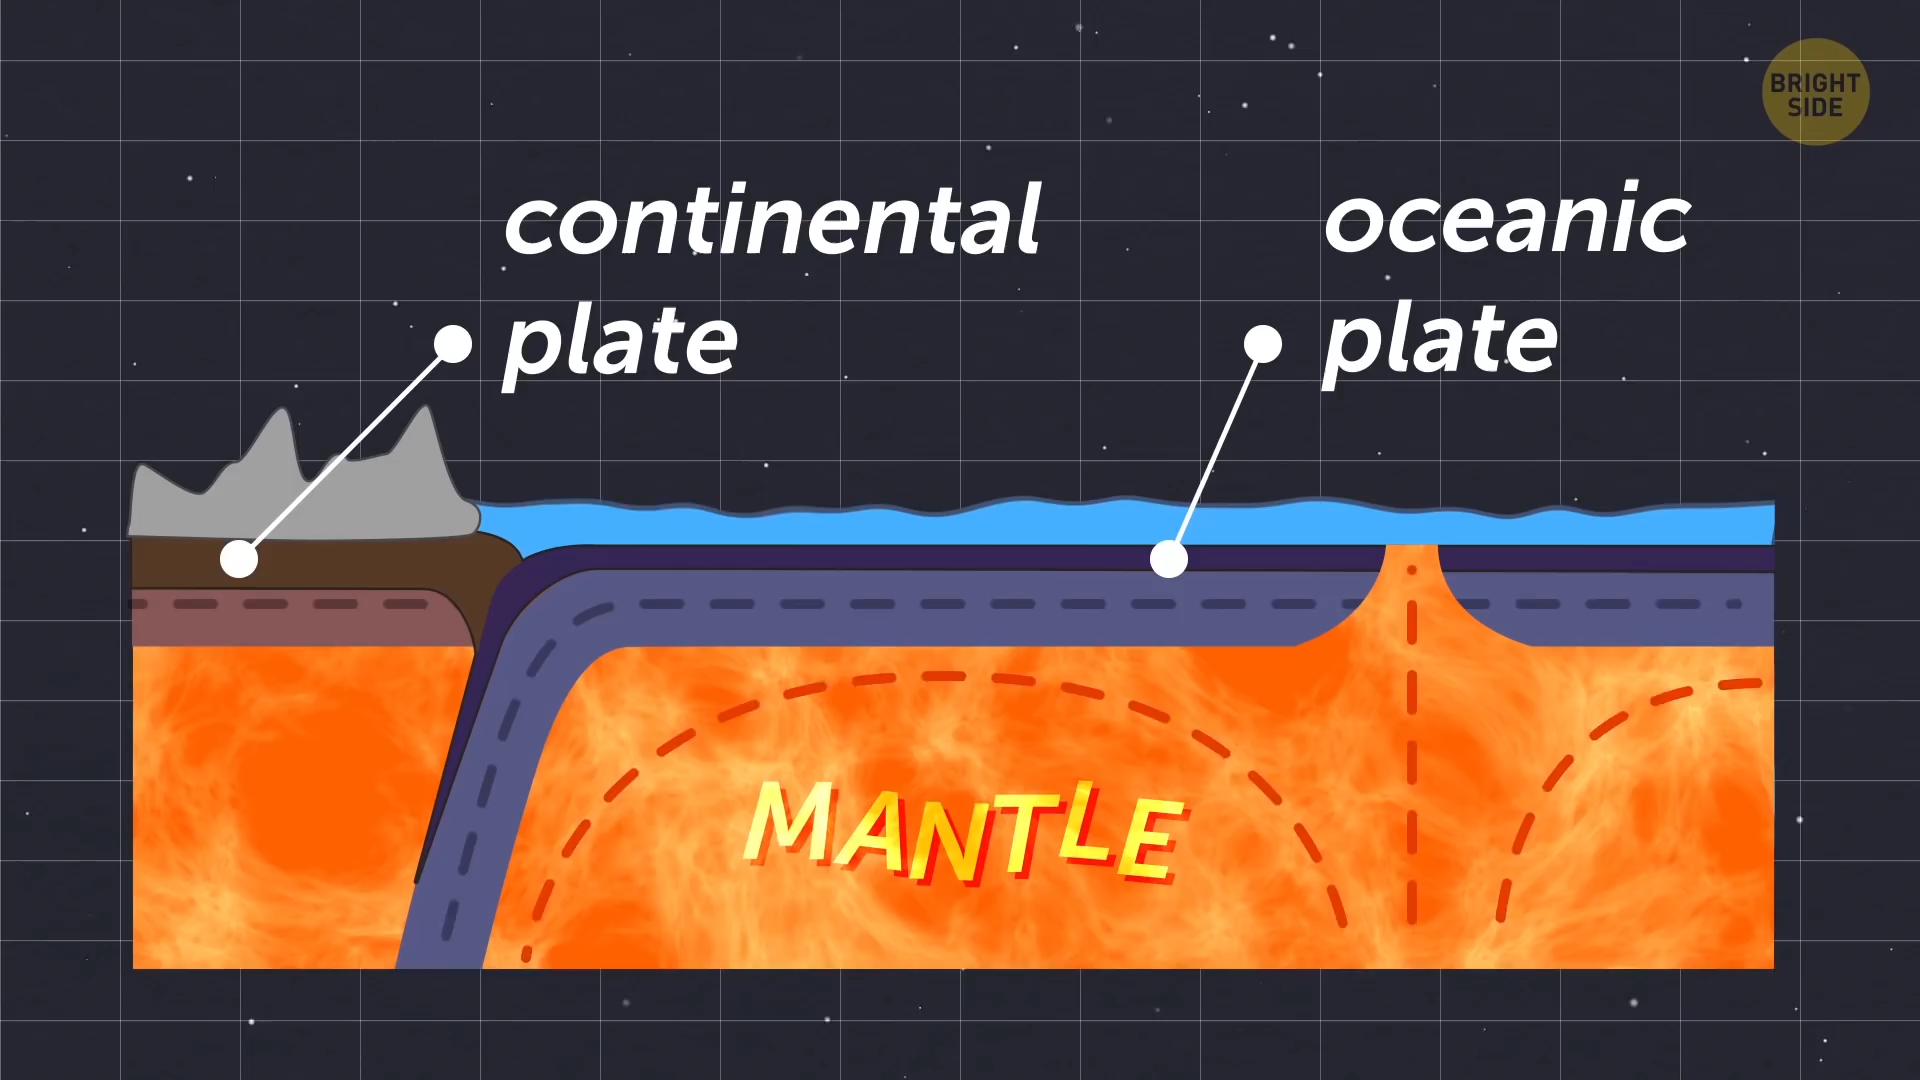 BRIGHT
SIDE
continental
plate
oceanic
plate
MANTLE